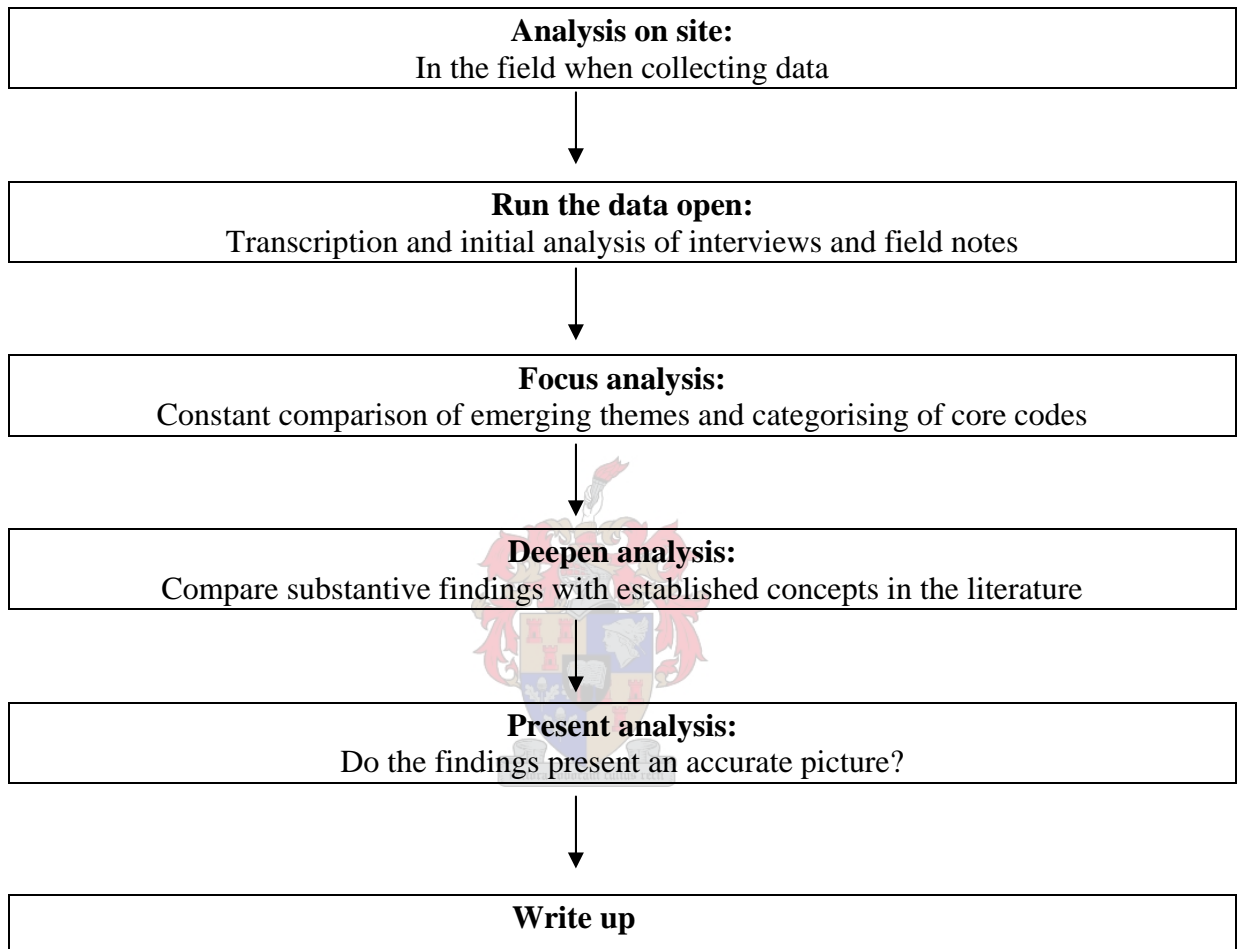 Analysis on site:
In the field when collecting data
Run the data open:
Transcription and initial analysis of interviews and field notes
Focus analysis:
Constant comparison of emerging themes and categorising of core codes
Deepen analysis:
Compare substantive findings with established concepts in the literature
Present analysis:
Do the findings present an accurate picture?
Write up